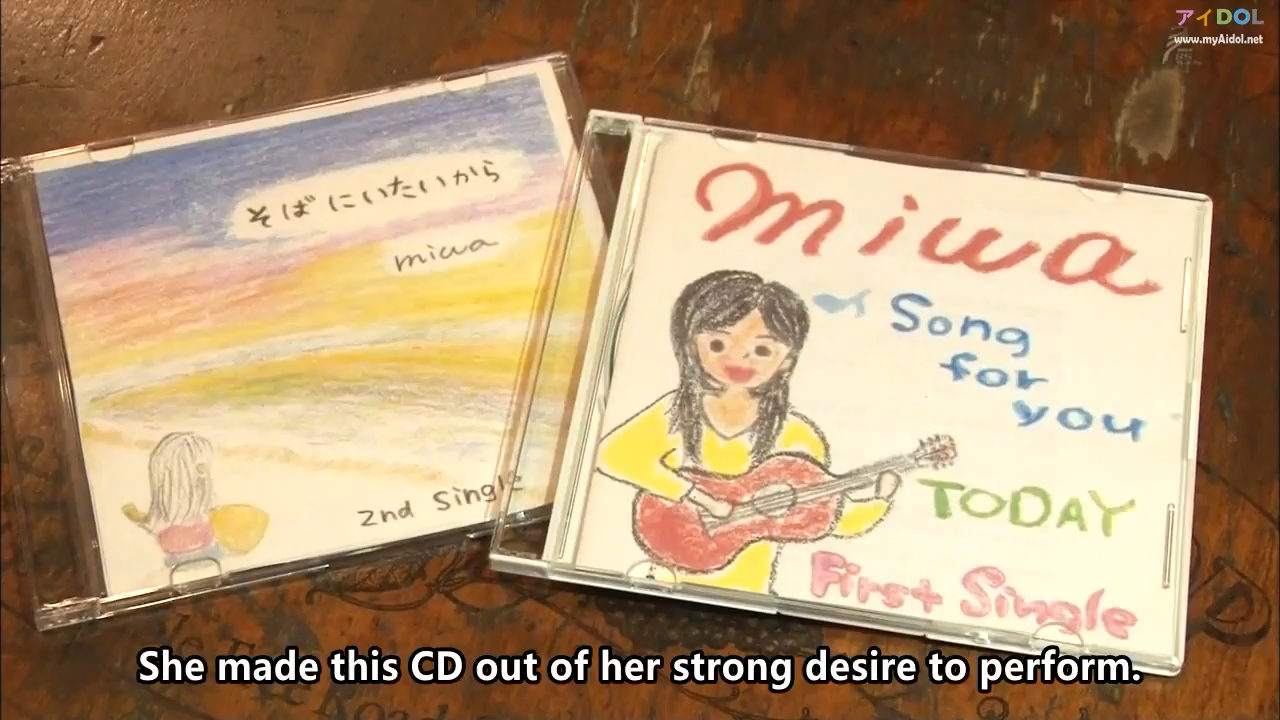 アイDOL
www.myAidol.net
そばにいたいから
miwa
2nd Single
miwa
Song
for
you
TODAY
First Single
She made this CD out of her strong desire to perform.